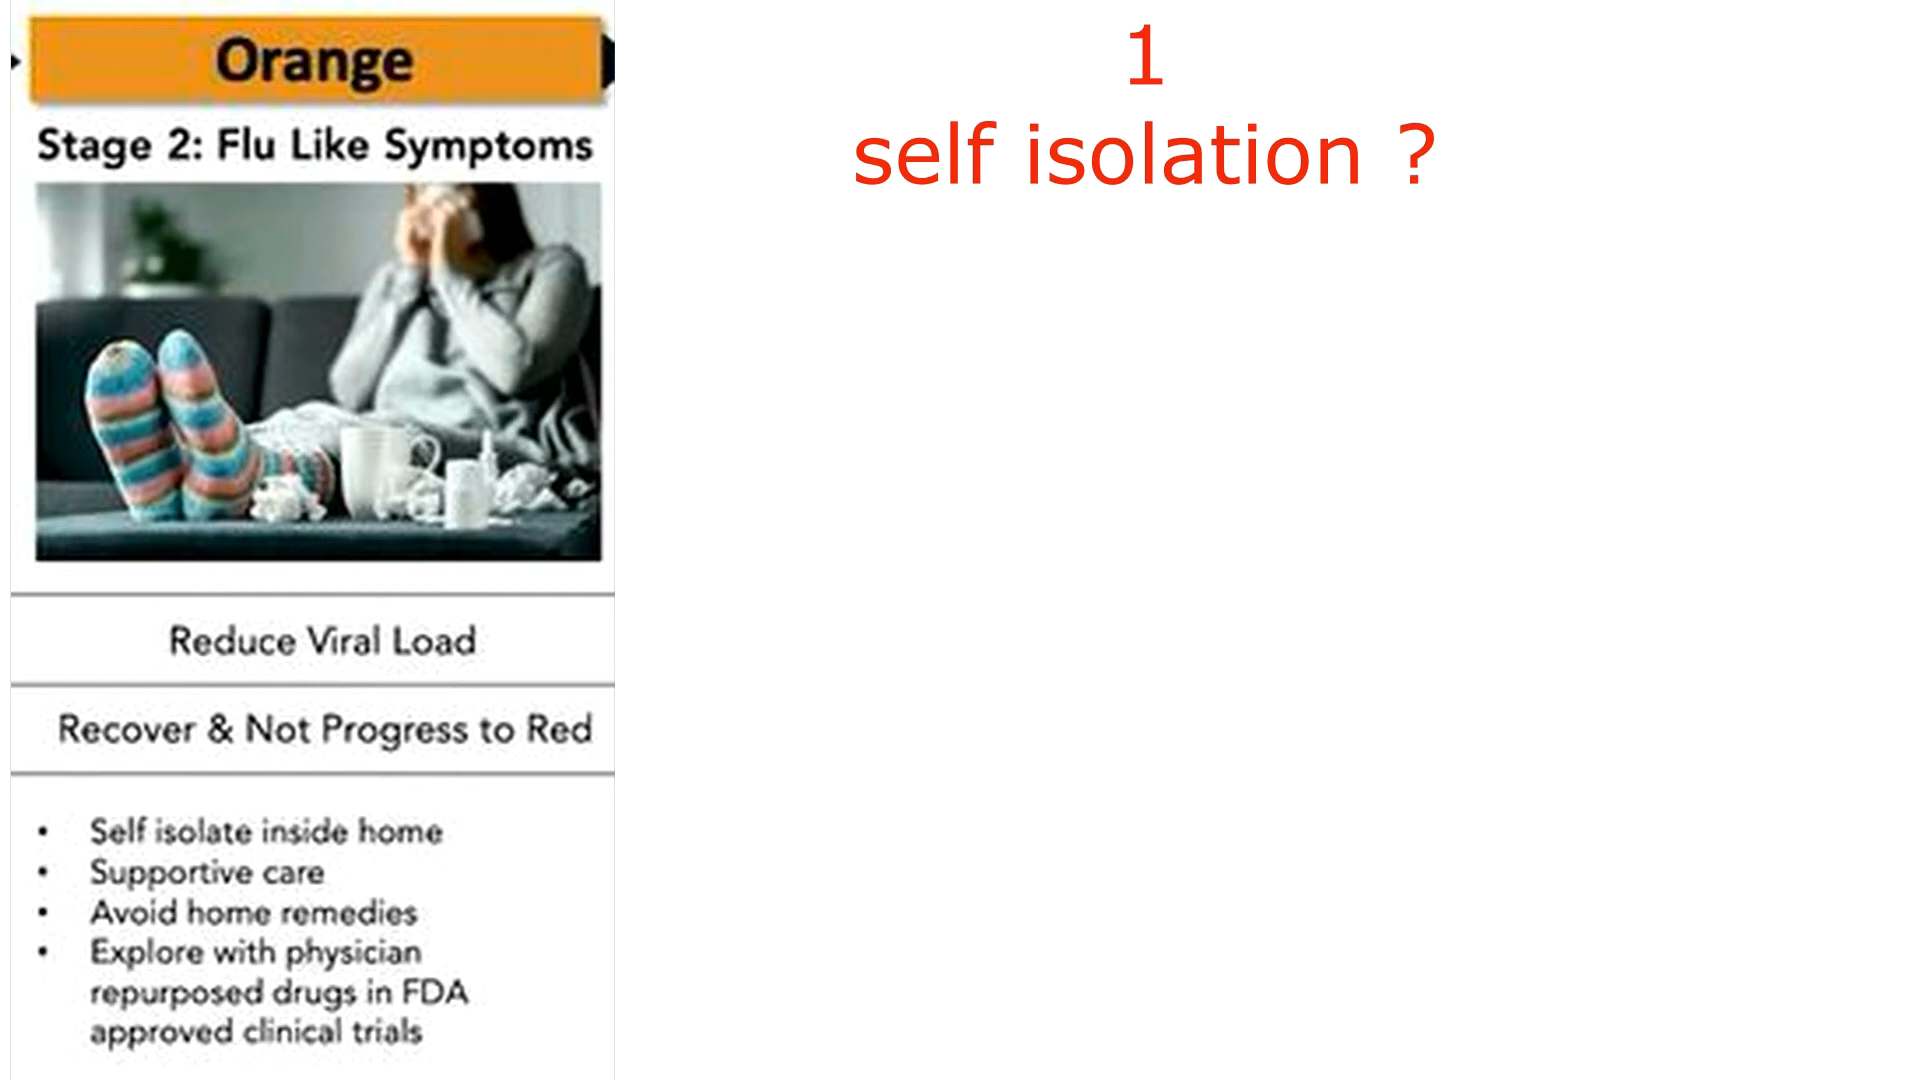 Orange
Stage 2: Flu Like Symptoms
Reduce Viral Load
Recover & Not Progress to Red
• Self isolate inside home
• Supportive care
• Avoid home remedies
• Explore with physician
repurposed drugs in FDA
approved clinical trials
1
self isolation ?